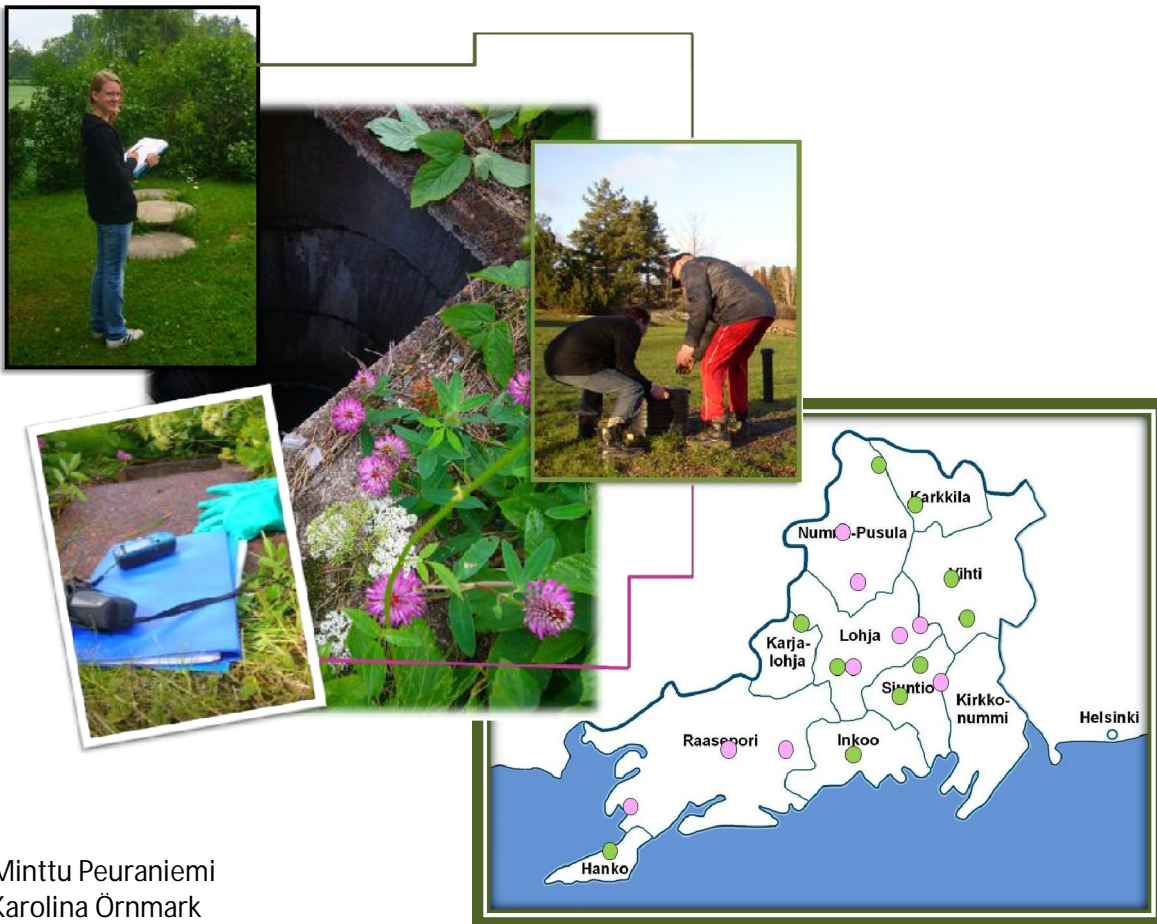 Karkkila
Nummi-Pusula
Vihti
Karja-
lohja
Lohja
Siuntio
Kirkko-
nummi
Helsinki
Raasepori
Inkoo
Hanko
Minttu Peuraniemi
Karolina Örnmark